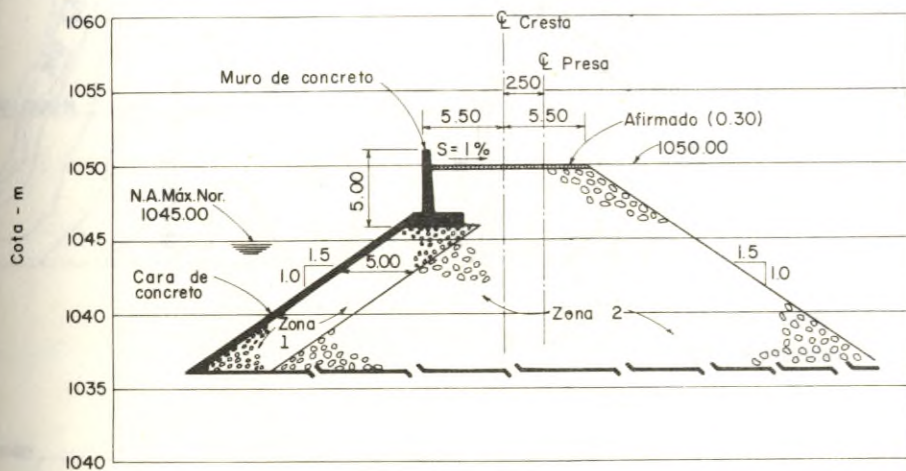 1060
1055
1050
1045
1040
1035
1040
Cota - m
℄ Cresta
℄ Presa
2.50
Muro de concreto
5.50
5.50
Afirmado (0.30)
S= 1%
1050.00
5.00
N.A.Máx.Nor.
1045.00
1.5
1.0
5.00
1.5
1.0
Cara de
concreto
Zona
1
Zona 2